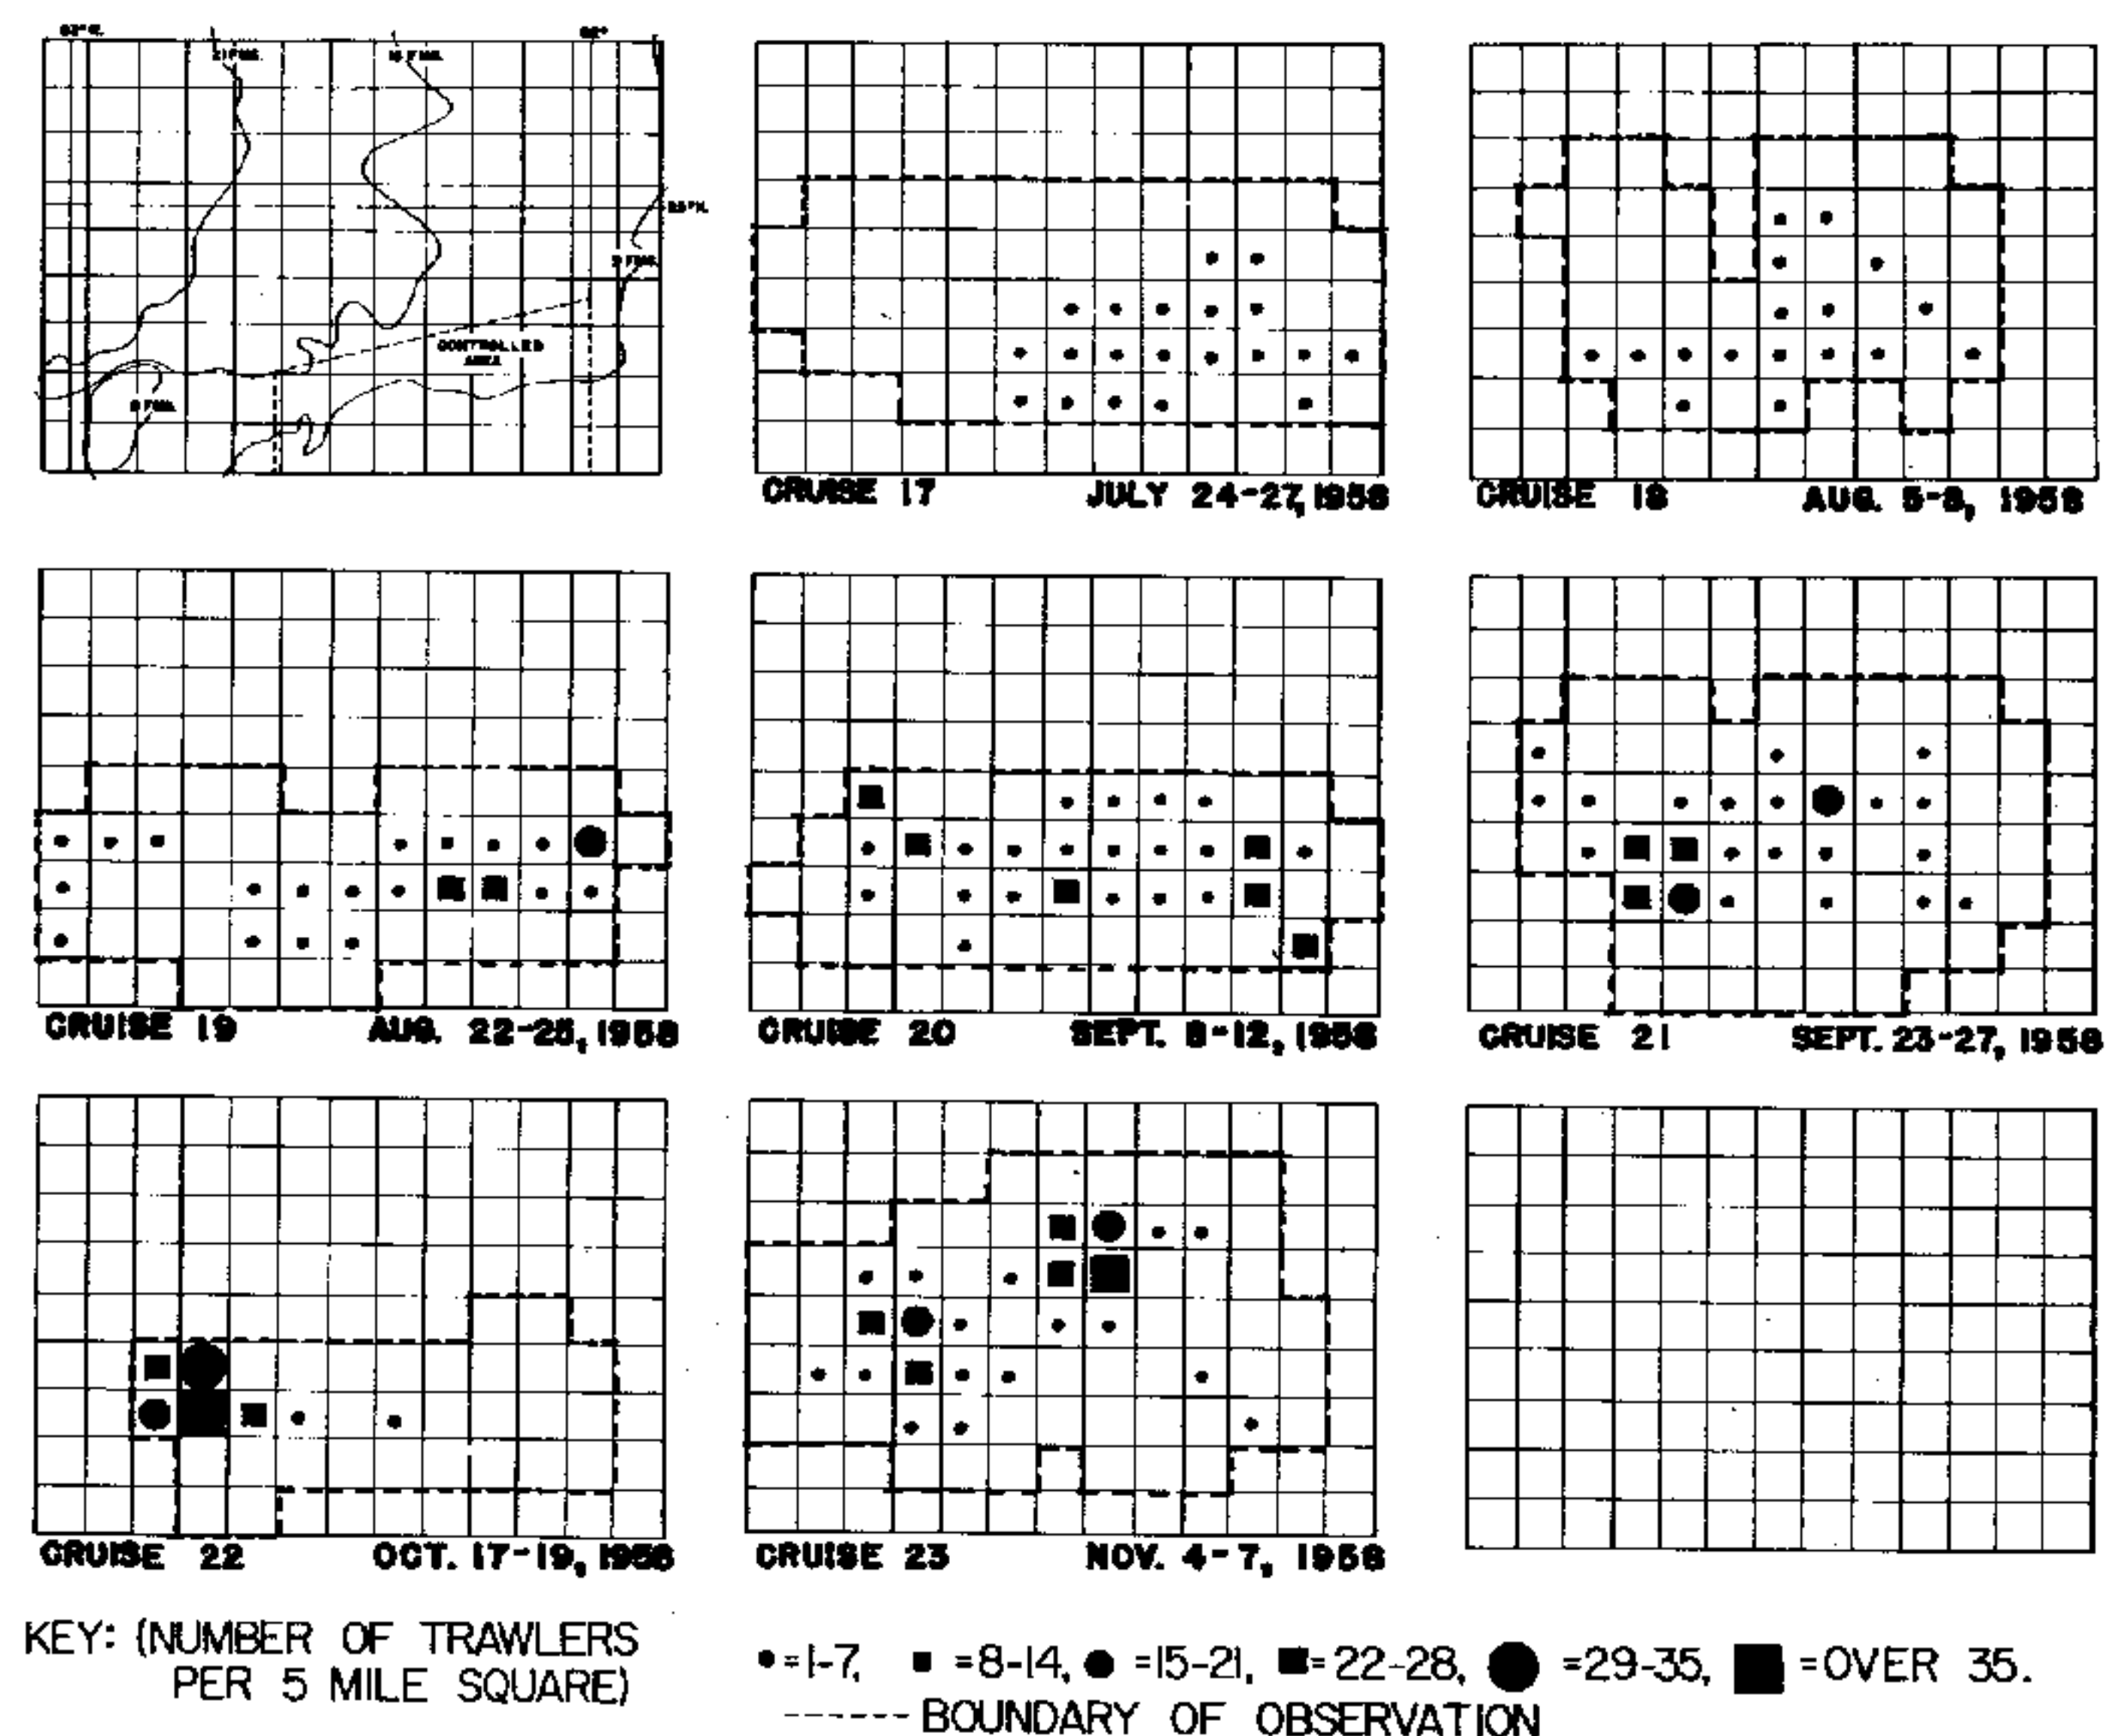 21 FMS.
CONTROLLED
AREA
CRUISE 17 JULY 24-27, 1958
CRUISE 18 AUG. 5-8, 1958
CRUISE 19 AUG. 22-25, 1958
CRUISE 20 SEPT. 8-12, 1958
CRUISE 21 SEPT. 23-27, 1958
CRUISE 22 OCT. 17-19, 1958
CRUISE 23 NOV. 4-7, 1958
KEY: (NUMBER OF TRAWLERS
PER 5 MILE SQUARE)
=1-7, =8-14, =15-21, =22-28, =29-35, =OVER 35.
BOUNDARY OF OBSERVATION